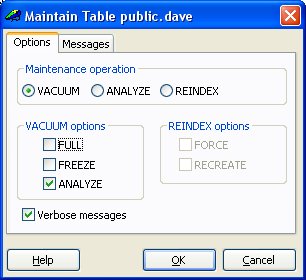 Maintain Table public.dave
Options Messages
Maintenance operation
VACUUM ANALYZE REINDEX
VACUUM options REINDEX options
FULL FORCE
FREEZE RECREATE
ANALYZE
Verbose messages
Help OK Cancel